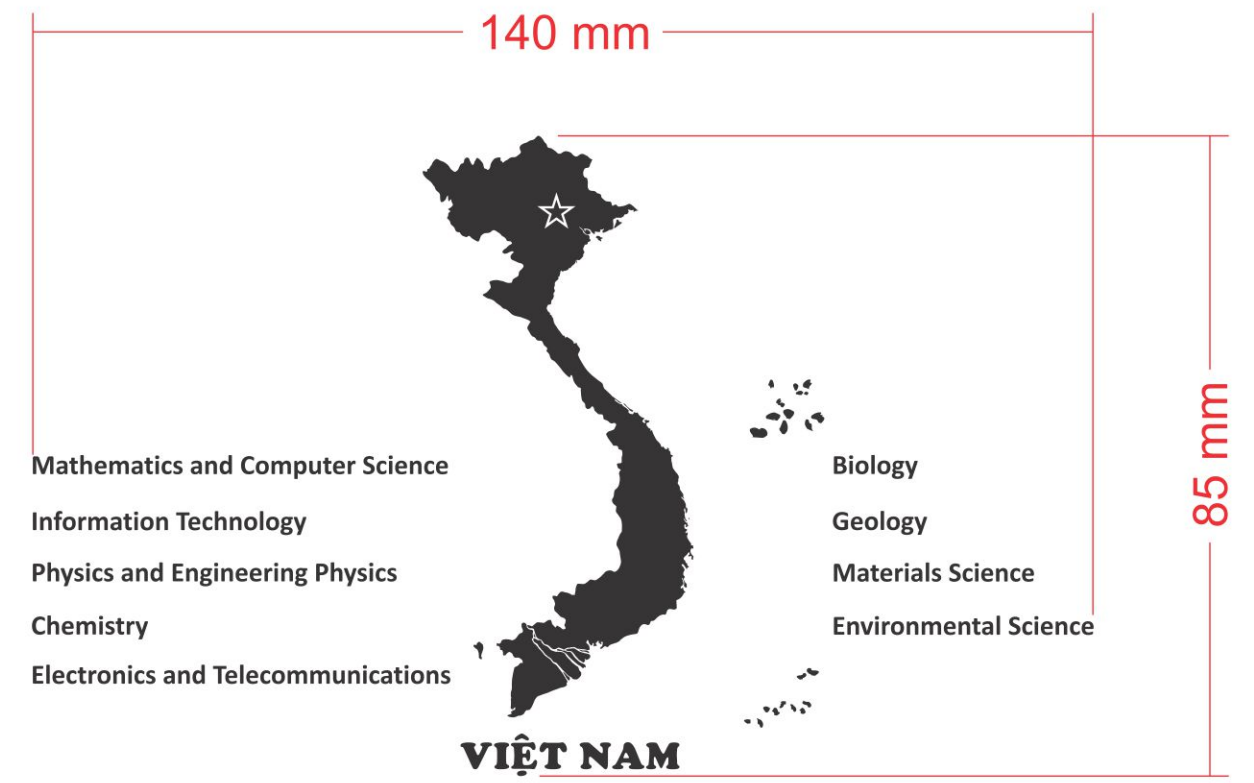 140 mm
85 mm
Mathematics and Computer Science
Information Technology
Physics and Engineering Physics
Chemistry
Electronics and Telecommunications
Biology
Geology
Materials Science
Environmental Science
VIỆT NAM